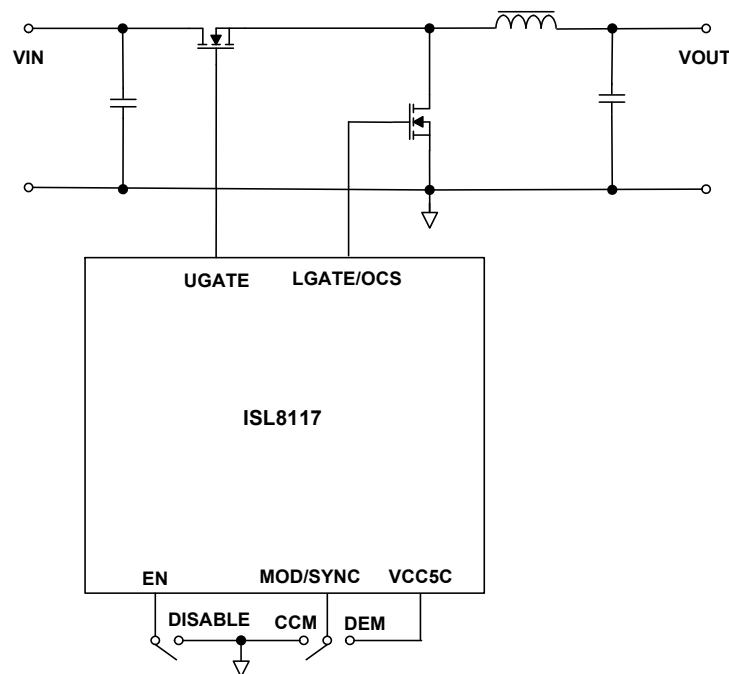 VIN
VOUT
UGATE
LGATE/OCS
ISL8117
EN
MOD/SYNC
VCC5C
DISABLE
CCM
DEM